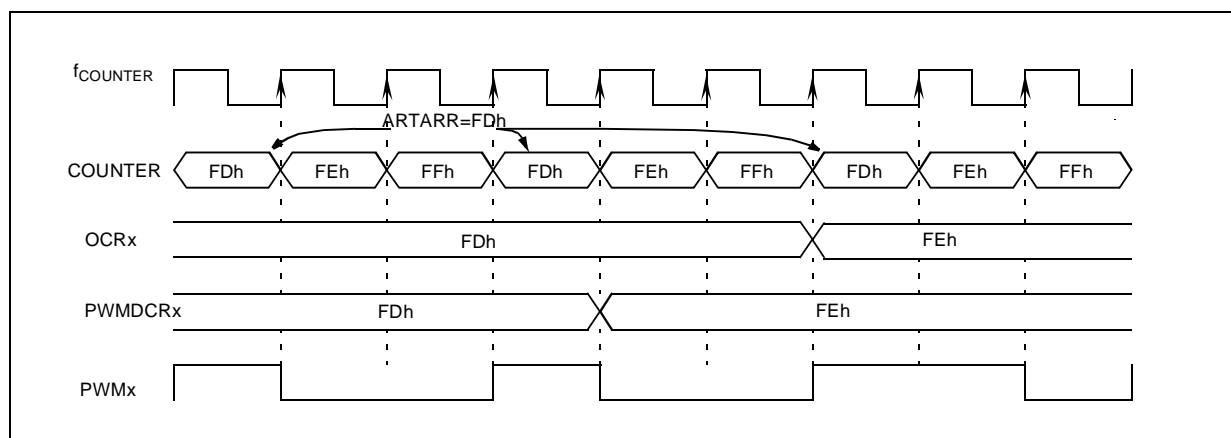 fCOUNTER
ARTARR=FDh
COUNTER FDh FEh FFh FDh FEh FFh FDh FEh FFh
OCRx FDh FEh
PWMDCRx FDh FEh
PWMx